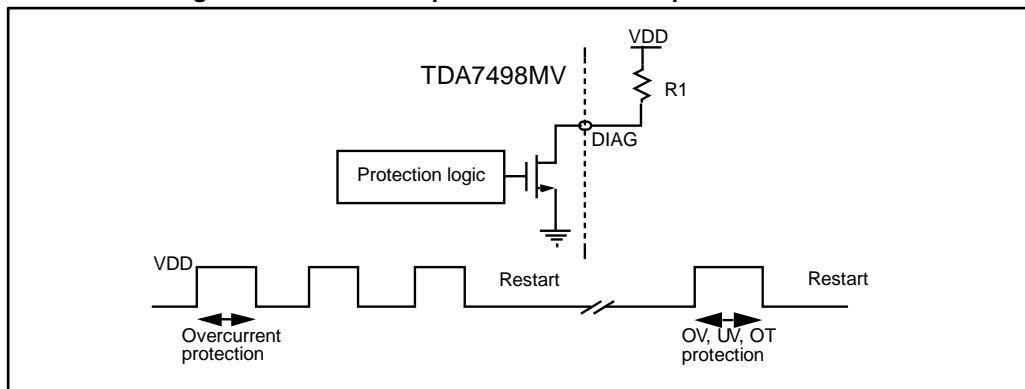 VDD
TDA7498MV
R1
DIAG
Protection logic
VDD
Restart
Restart
Overcurrent
protection
OV, UV, OT
protection